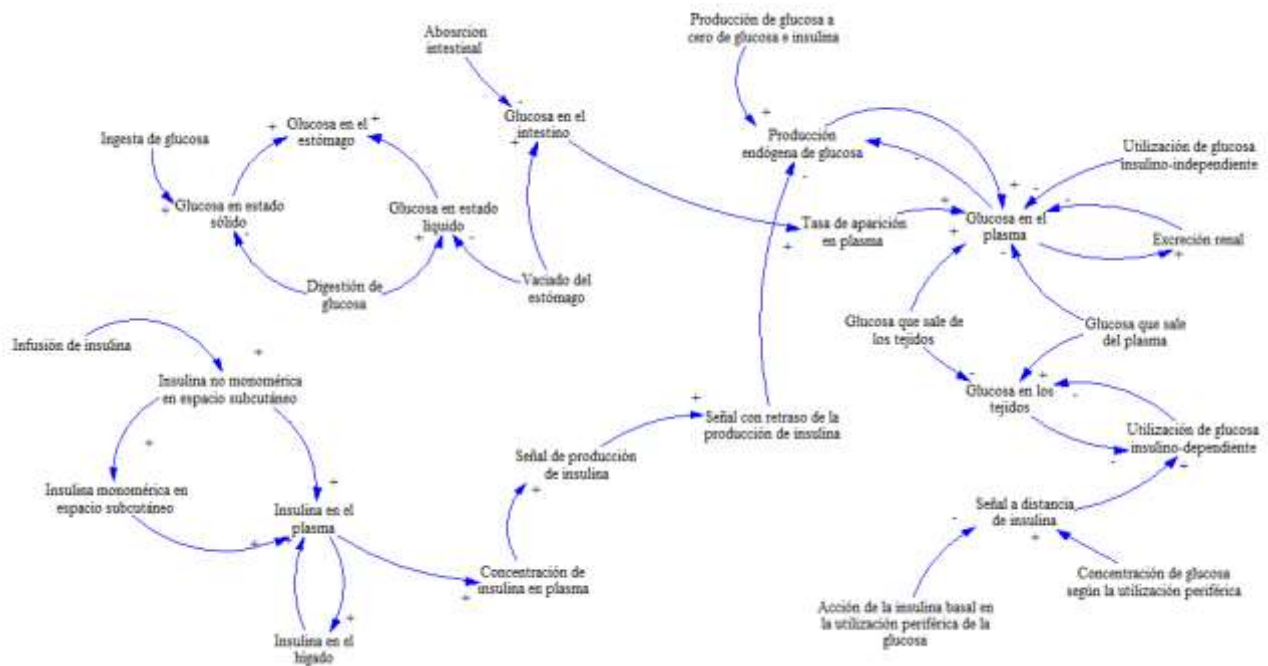 Producción de glucosa a
cero de glucosa e insulina
Abosrcion
intestinal
-
Glucosa en el
intestino
+
+
Producción
endógena de glucosa
-
-
Ingesta de glucosa
+
+
Glucosa en el
estómago
+
Utilización de glucosa
insulino-independiente
Glucosa en estado
sólido
-
Glucosa en estado
líquido
+
-
Tasa de aparición
en plasma
+
+
+
-
-
+
-
Glucosa en el
plasma
Excreción renal
+
Digestión de
glucosa
Vaciado del
estómago
Infusión de insulina
+
Glucosa que sale de
los tejidos
Glucosa que sale
del plasma
Insulina no monomérica
en espacio subcutáneo
-
+
-
Glucosa en los
tejidos
+
Señal con retraso de la
producción de insulina
Utilización de glucosa
insulino-dependiente
-
+
+
Señal de producción
de insulina
+
Insulina monomérica en
espacio subcutáneo
+
Insulina en el
plasma
+
+
Señal a distancia
de insulina
-
+
Concentración de
insulina en plasma
+
Concentración de glucosa
según la utilización periférica
Acción de la insulina basal en
la utilización periférica de la
glucosa
+
Insulina en el
hígado